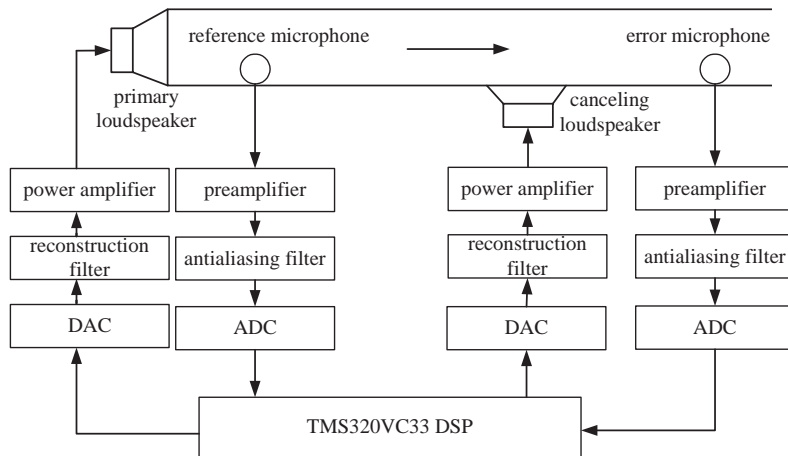 reference microphone
error microphone
primary
loudspeaker
canceling
loudspeaker
power amplifier
preamplifier
power amplifier
preamplifier
reconstruction
filter
antialiasing filter
reconstruction
filter
antialiasing filter
DAC
ADC
DAC
ADC
TMS320VC33 DSP